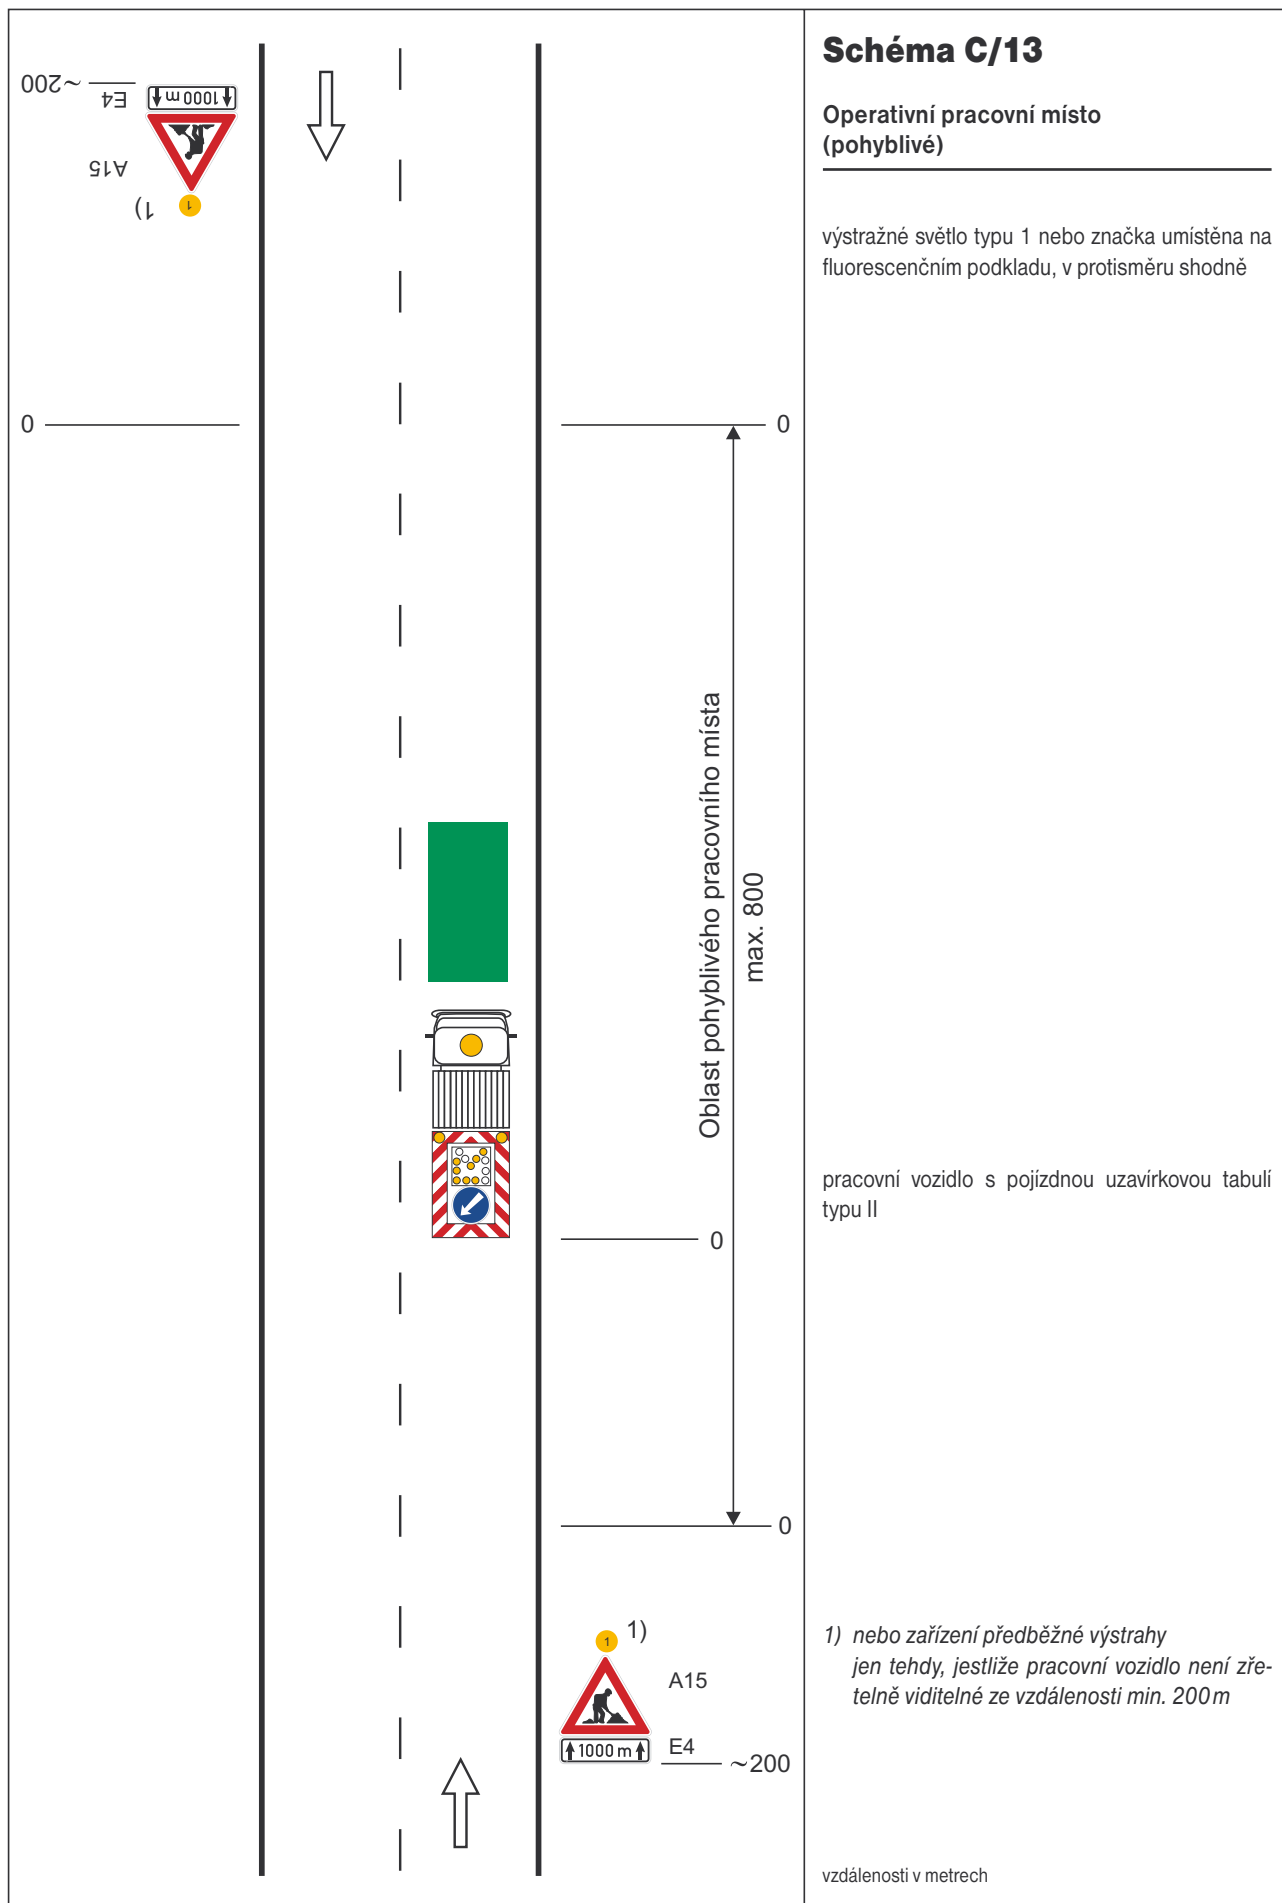 Schéma C/13
Operativní pracovní místo
(pohyblivé)
výstražné světlo typu 1 nebo značka umístěna na
fluorescenčním podkladu, v protisměru shodně
~200
E4
1000 m
A15
1)
1
0
0
Oblast pohyblivého pracovního místa
max. 800
pracovní vozidlo s pojízdnou uzavírkovou tabulí
typu II
0
0
1
1)
A15
1000 m
E4
~200
1) nebo zařízení předběžné výstrahy
jen tehdy, jestliže pracovní vozidlo není zře-
telně viditelné ze vzdálenosti min. 200 m
vzdálenosti v metrech